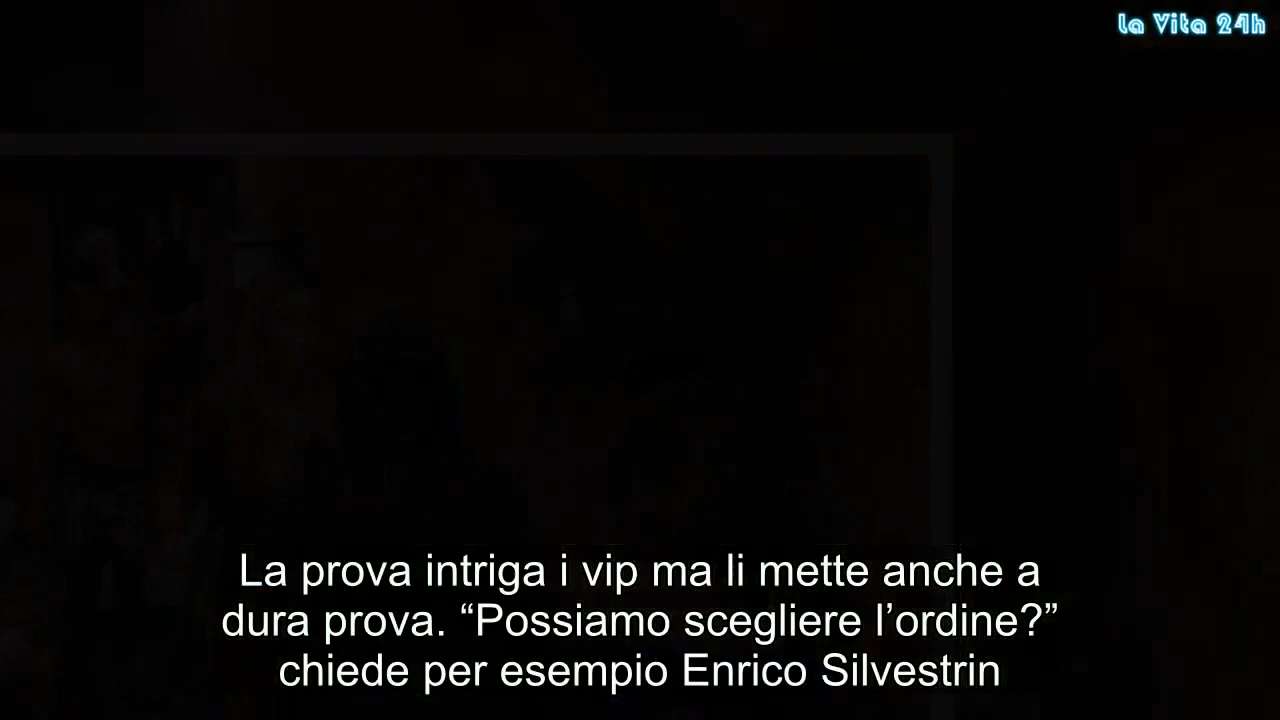 La Vita 24h
La prova intriga i vip ma li mette anche a
dura prova. “Possiamo scegliere l’ordine?”
chiede per esempio Enrico Silvestrin